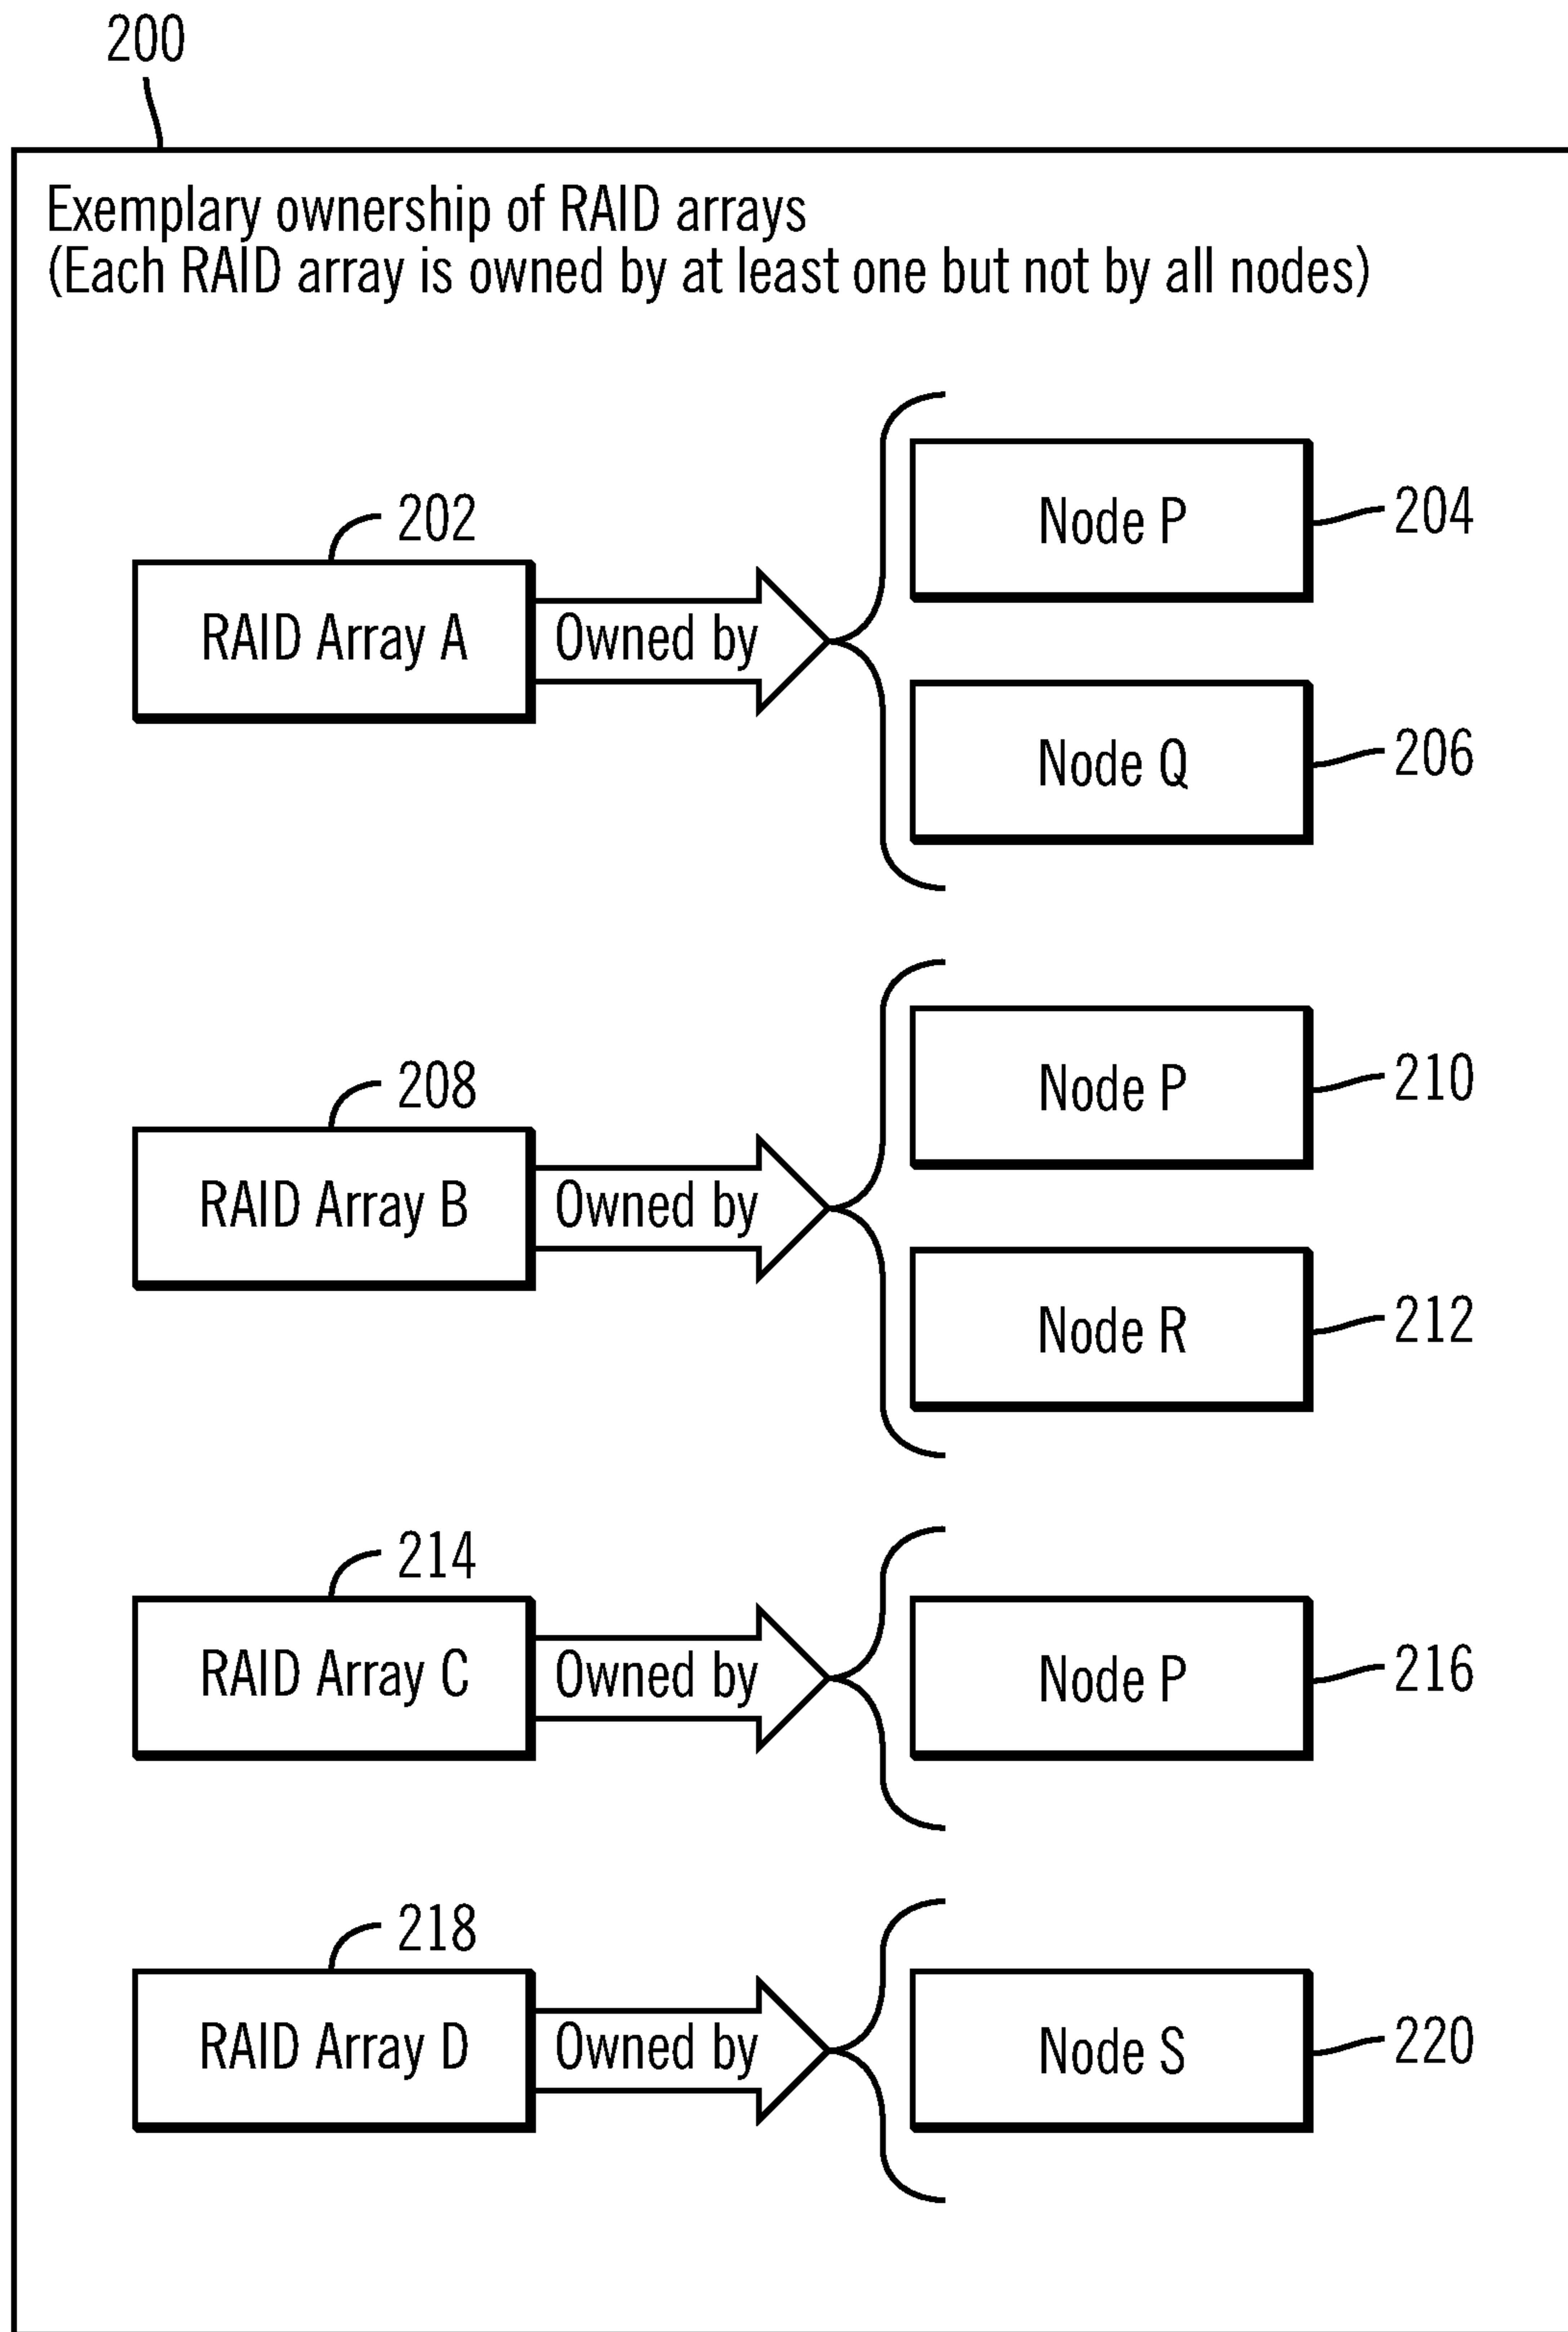 200
Exemplary ownership of RAID arrays
(Each RAID array is owned by at least one but not by all nodes)
202
RAID Array A
Owned by
Node P
204
Node Q
206
208
RAID Array B
Owned by
Node P
210
Node R
212
214
RAID Array C
Owned by
Node P
216
218
RAID Array D
Owned by
Node S
220